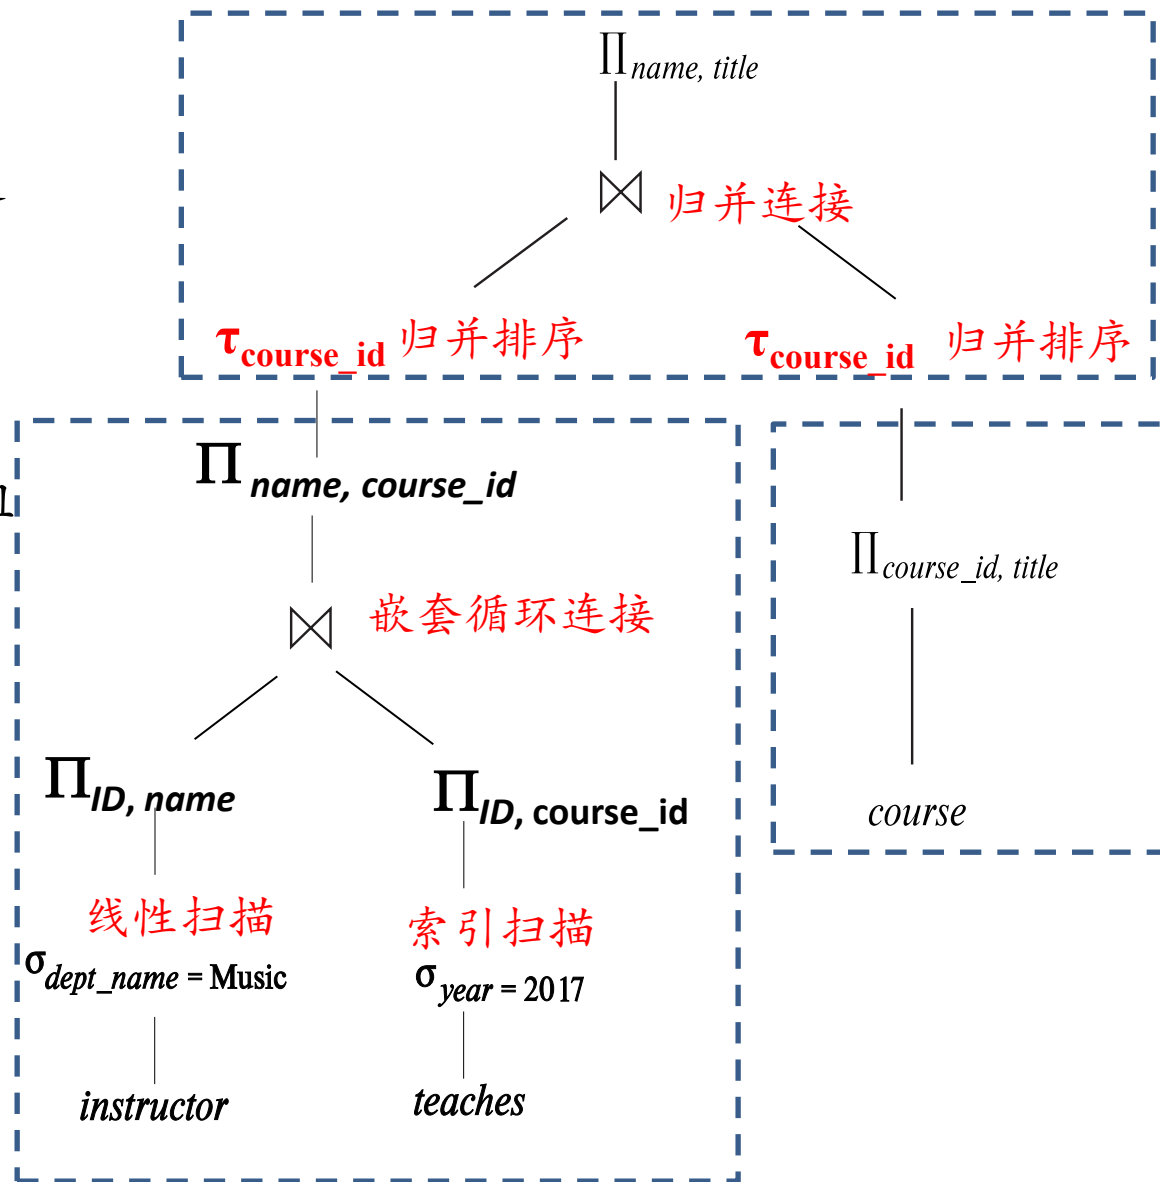 ∏name, title
⋈ 归并连接
τcourse_id 归并排序
τcourse_id 归并排序
Π name, course_id
⋈ 嵌套循环连接
ΠID, name
ΠID, course_id
线性扫描
索引扫描
σdept_name = Music
σyear = 2017
instructor
teaches
∏course_id, title
course